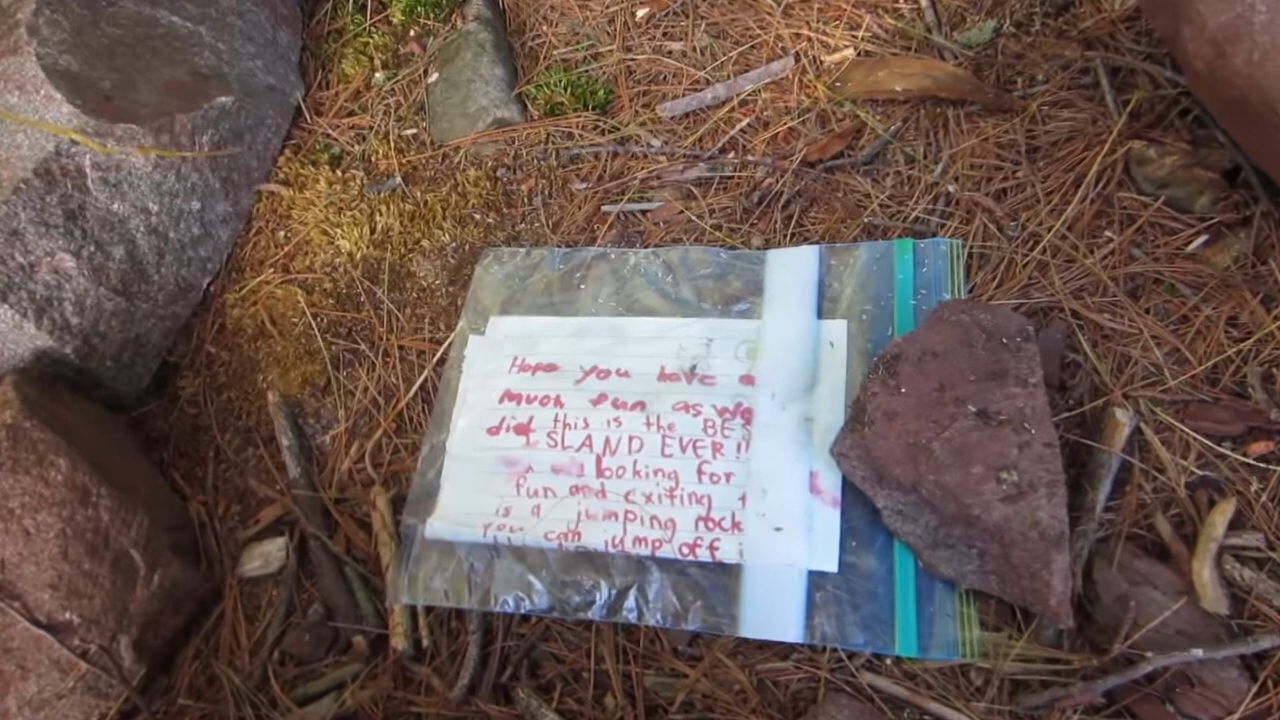 Hope you have a
much fun as we
did this is the BES
ISLAND EVER!!
looking for
fun and exiting t
is a jumping rock
you can jump off i